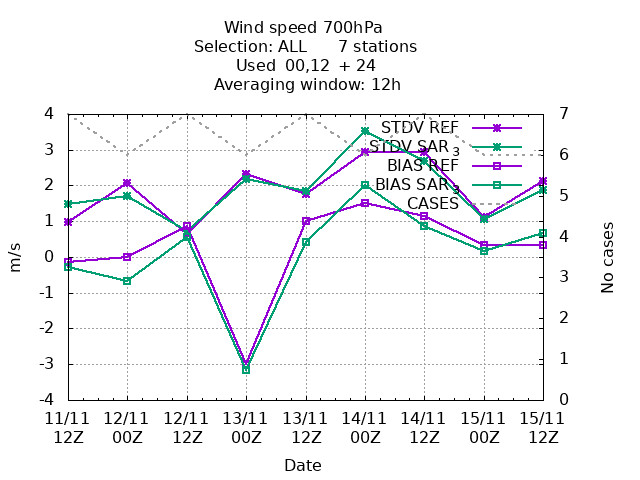 Wind speed 700hPa
Selection: ALL 7 stations
Used 00,12 + 24
Averaging window: 12h
4
3
2
1
0
-1
-2
-3
-4
m/s
7
6
5
4
3
2
1
0
No cases
STDV REF
STDV SAR 3
BIAS REF
BIAS SAR 3
CASES
11/11 12/11 12/11 13/11 13/11 14/11 14/11 15/11 15/11
12Z 00Z 12Z 00Z 12Z 00Z 12Z 00Z 12Z
Date